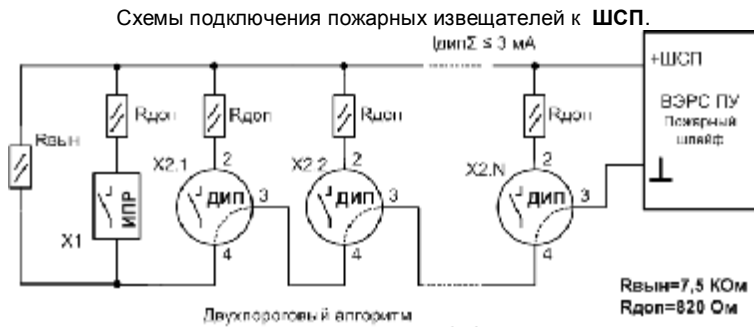 Схемы подключения пожарных извещателей к ШСП.
IдипΣ ≤ 3 мА
+ШСП
ВЭРС ПУ
Пожарный
шлейф
Rвын
Rдоп
Rдоп
Rдоп
Rдоп
X1
ИПР
X2.1
2
ДИП
3
4
X2.2
2
ДИП
3
4
X2.N
2
ДИП
3
4
Rвын=7,5 КОм
Rдоп=820 Ом
Двухпороговый алгоритм